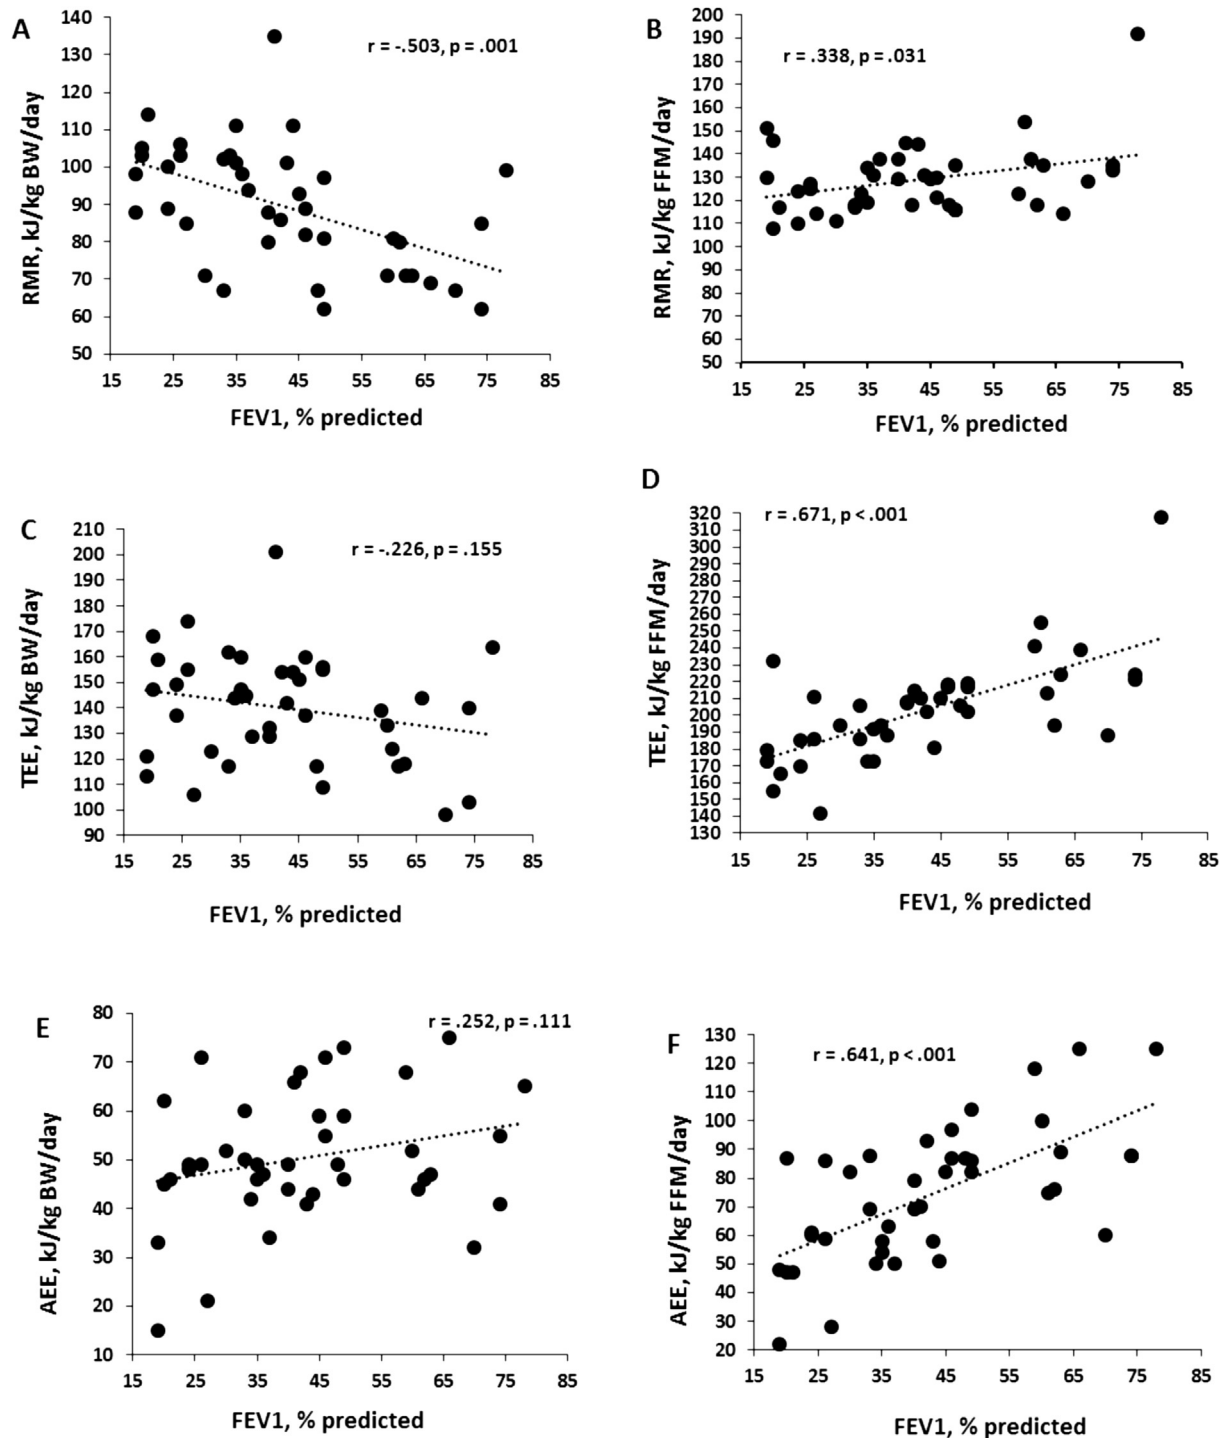 A
r = -.503, p = .001
RMR, kJ/kg BW/day
140
130
120
110
100
90
80
70
60
50
15 25 35 45 55 65 75 85
FEV1, % predicted
B
r = .338, p = .031
RMR, kJ/kg FFM/day
200
190
180
170
160
150
140
130
120
110
100
90
80
70
60
50
15 25 35 45 55 65 75 85
FEV1, % predicted
C
r = -.226, p = .155
TEE, kJ/kg BW/day
210
200
190
180
170
160
150
140
130
120
110
100
90
15 25 35 45 55 65 75 85
FEV1, % predicted
D
r = .671, p < .001
TEE, kJ/kg FFM/day
320
310
300
290
280
270
260
250
240
230
220
210
200
190
180
170
160
150
140
130
15 25 35 45 55 65 75 85
FEV1, % predicted
E
r = .252, p = .111
AEE, kJ/kg BW/day
80
70
60
50
40
30
20
10
15 25 35 45 55 65 75 85
FEV1, % predicted
F
r = .641, p < .001
AEE, kJ/kg FFM/day
130
120
110
100
90
80
70
60
50
40
30
20
15 25 35 45 55 65 75 85
FEV1, % predicted